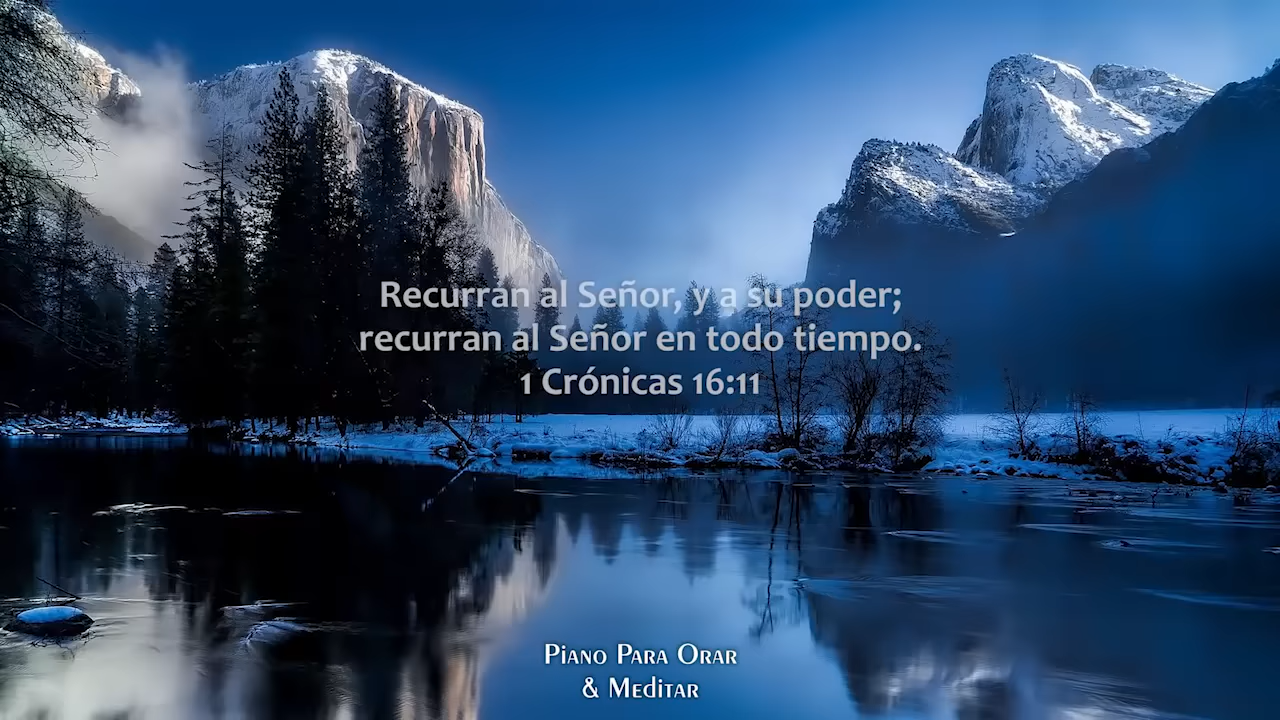 Recurran al Señor, y a su poder;
recurran al Señor en todo tiempo.
1 Crónicas 16:11
Piano Para Orar
& Meditar